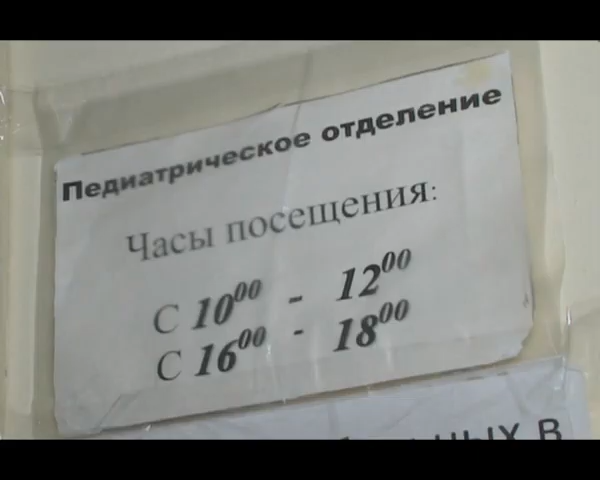 Педиатрическое отделение
Часы посещения:
С 10⁰⁰ - 12⁰⁰
С 16⁰⁰ - 18⁰⁰
в